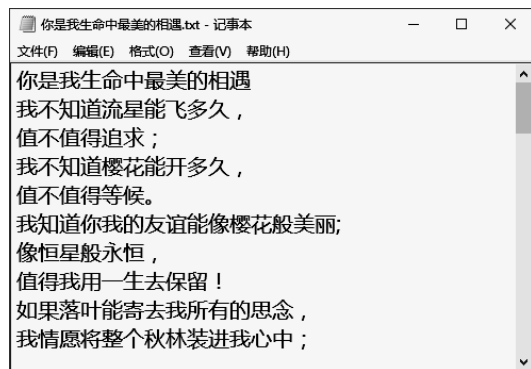 你是我生命中最美的相遇.txt - 记事本
文件(F) 编辑(E) 格式(O) 查看(V) 帮助(H)
你是我生命中最美的相遇
我不知道流星能飞多久，
值不值得追求；
我不知道樱花能开多久，
值不值得等候。
我知道你我的友谊能像樱花般美丽;
像恒星般永恒，
值得我用一生去保留！
如果落叶能寄去我所有的思念，
我情愿将整个秋林装进我心中；